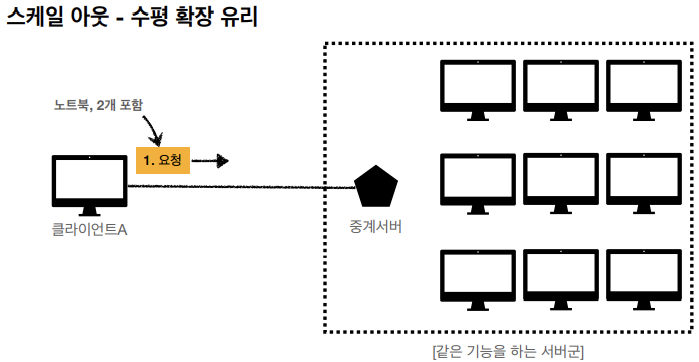 스케일 아웃 - 수평 확장 유리
노트북, 2개 포함
1. 요청
클라이언트A
중계서버
[같은 기능을 하는 서버군]